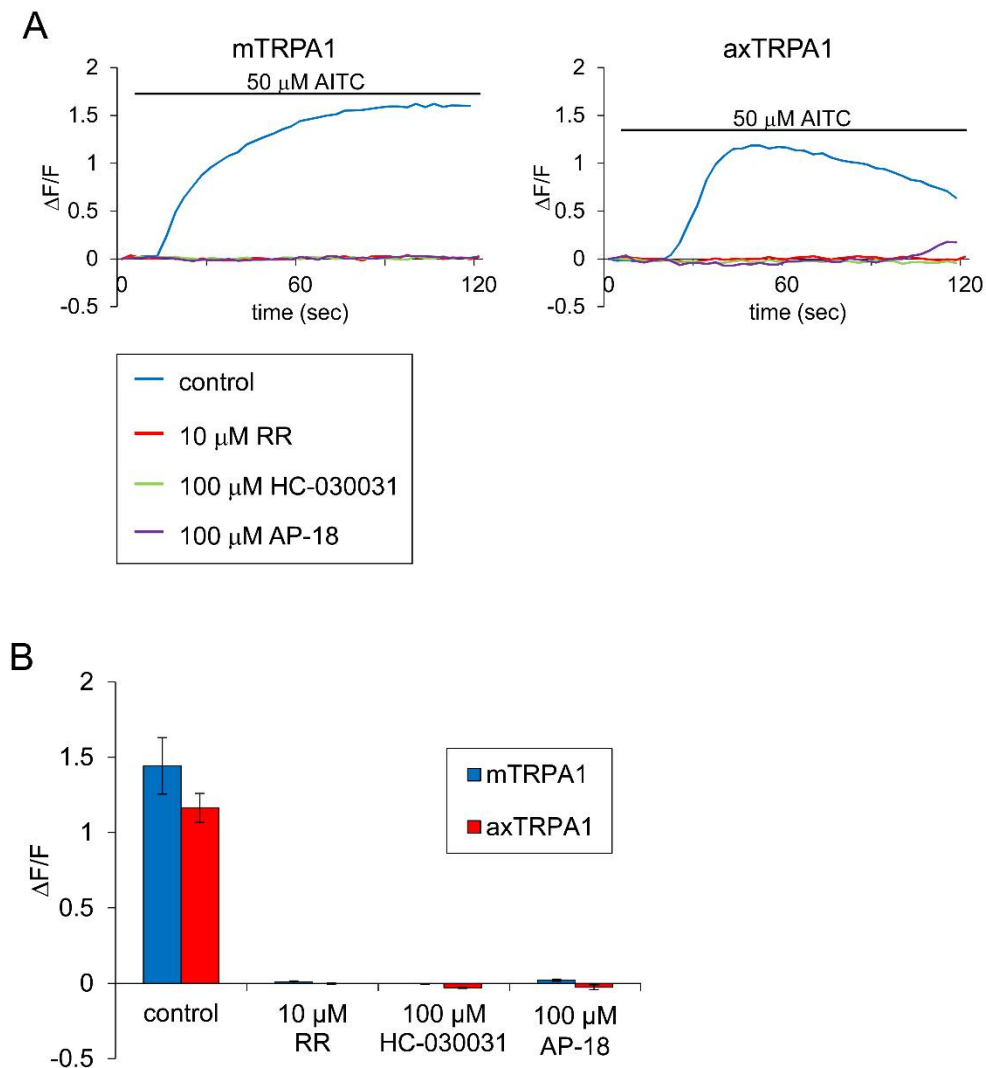 A
mTRPA1
axTRPA1
2
50 μM AITC
1.5
1
ΔF/F
0.5
0
-0.5
0
60
120
time (sec)
2
1.5
50 μM AITC
1
ΔF/F
0.5
0
-0.5
0
60
120
time (sec)
control
10 μM RR
100 μM HC-030031
100 μM AP-18
B
2
1.5
1
ΔF/F
0.5
0
-0.5
mTRPA1
axTRPA1
control
10 μM
RR
100 μM
HC-030031
100 μM
AP-18